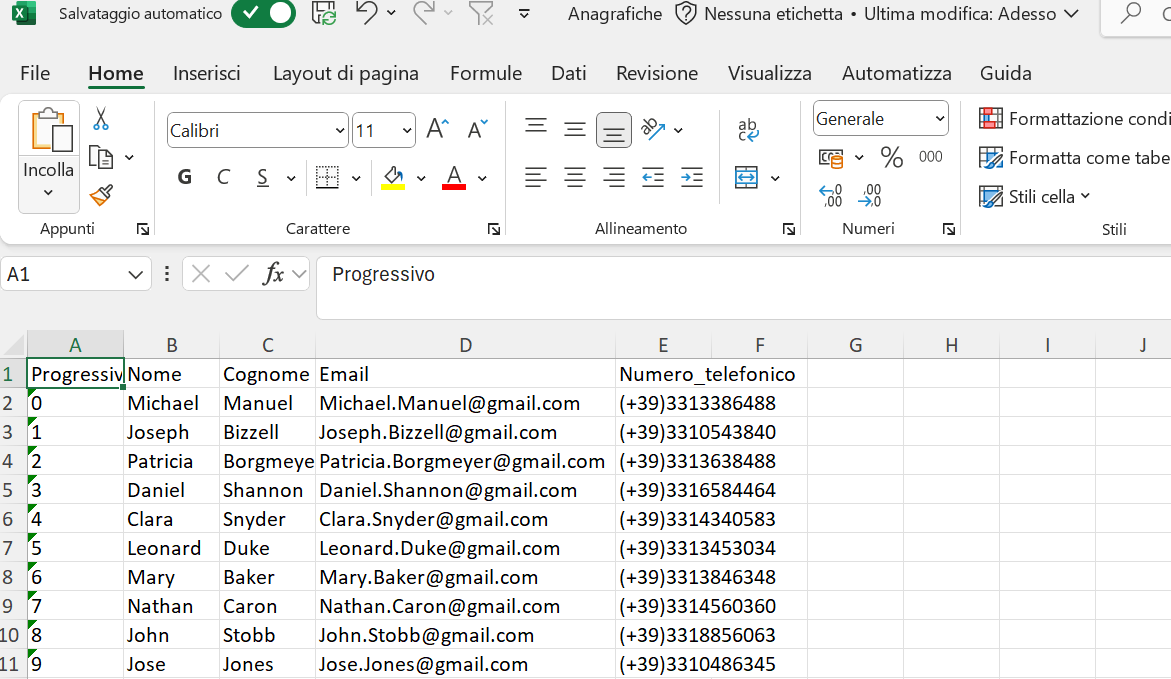 Salvataggio automatico Anagrafiche Nessuna etichetta • Ultima modifica: Adesso
File Home Inserisci Layout di pagina Formule Dati Revisione Visualizza Automatizza Guida
Incolla
Appunti
Calibri 11
G C S
Carattere
ab
Allineamento
Generale
% 000
Numeri
Formattazione condi
Formatta come tabe
Stili cella
Stili
A1 fx Progressivo
A B C D E F G H I J
1 Progressiv Nome Cognome Email Numero_telefonico
2 0 Michael Manuel Michael.Manuel@gmail.com (+39)3313386488
3 1 Joseph Bizzell Joseph.Bizzell@gmail.com (+39)3310543840
4 2 Patricia Borgmeye Patricia.Borgmeyer@gmail.com (+39)3313638488
5 3 Daniel Shannon Daniel.Shannon@gmail.com (+39)3316584464
6 4 Clara Snyder Clara.Snyder@gmail.com (+39)3314340583
7 5 Leonard Duke Leonard.Duke@gmail.com (+39)3313453034
8 6 Mary Baker Mary.Baker@gmail.com (+39)3313846348
9 7 Nathan Caron Nathan.Caron@gmail.com (+39)3314560360
10 8 John Stobb John.Stobb@gmail.com (+39)3318856063
11 9 Jose Jones Jose.Jones@gmail.com (+39)3310486345